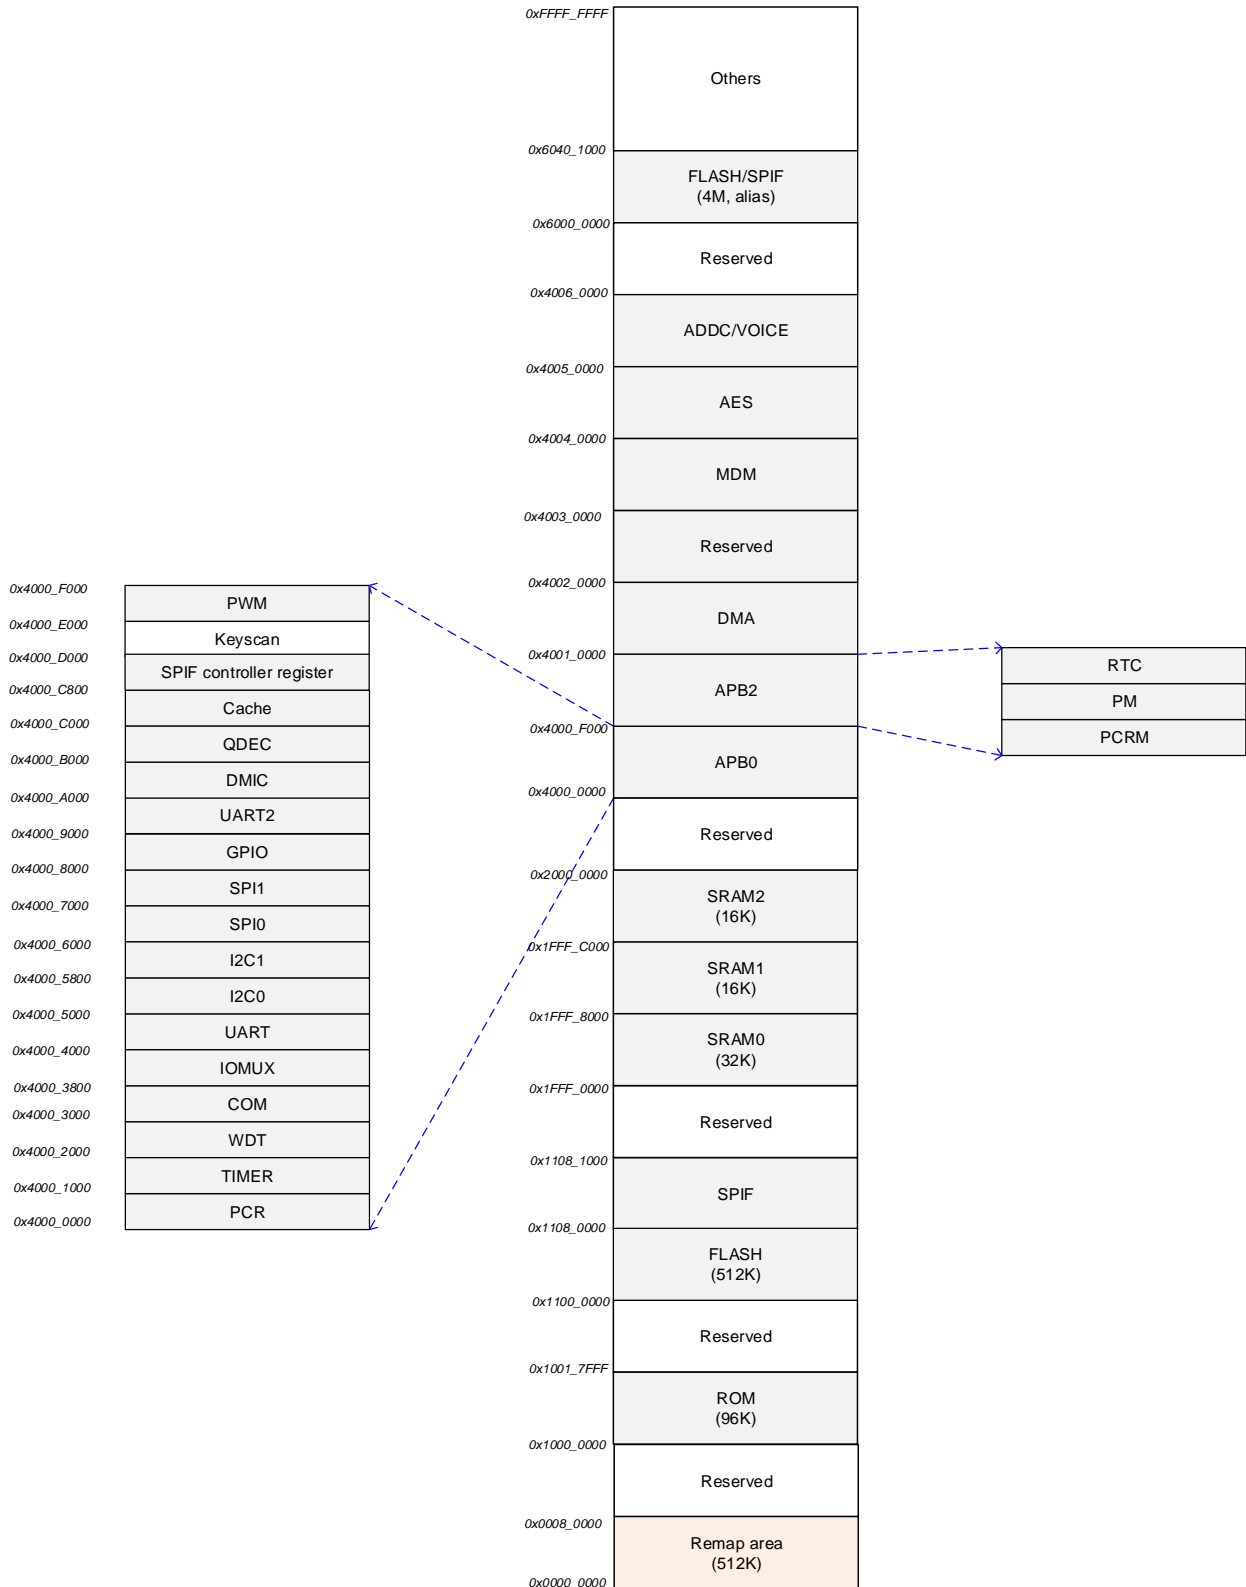 0xFFFF_FFFF
Others
0x6040_1000
FLASH/SPIF
(4M, alias)
0x6000_0000
Reserved
0x4006_0000
ADDC/VOICE
0x4005_0000
AES
0x4004_0000
MDM
0x4003_0000
Reserved
0x4002_0000
DMA
0x4001_0000
APB2
0x4000_F000
APB0
0x4000_0000
Reserved
0x2000_0000
SRAM2
(16K)
0x1FFF_C000
SRAM1
(16K)
0x1FFF_8000
SRAM0
(32K)
0x1FFF_0000
Reserved
0x1108_1000
SPIF
0x1108_0000
FLASH
(512K)
0x1100_0000
Reserved
0x1001_7FFF
ROM
(96K)
0x1000_0000
Reserved
0x0008_0000
Remap area
(512K)
0x0000_0000
0x4000_F000
PWM
0x4000_E000
Keyscan
0x4000_D000
SPIF controller register
0x4000_C800
Cache
0x4000_C000
QDEC
0x4000_B000
DMIC
0x4000_A000
UART2
0x4000_9000
GPIO
0x4000_8000
SPI1
0x4000_7000
SPI0
0x4000_6000
I2C1
0x4000_5800
I2C0
0x4000_5000
UART
0x4000_4000
IOMUX
0x4000_3800
COM
0x4000_3000
WDT
0x4000_2000
TIMER
0x4000_1000
PCR
0x4000_0000
RTC
PM
PCRM